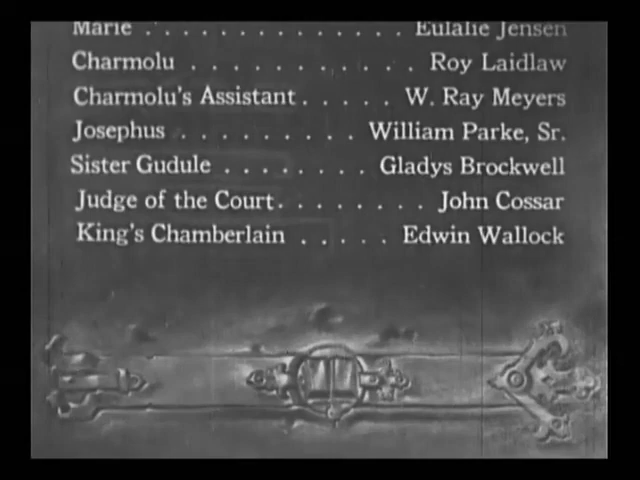 Marie . . . . . . . . . . . . . Eulalie Jensen
Charmolu . . . . . . . . . . . . Roy Laidlaw
Charmolu's Assistant . . . . . W. Ray Meyers
Josephus . . . . . . . . . William Parke, Sr.
Sister Gudule . . . . . . . . Gladys Brockwell
Judge of the Court . . . . . . . . John Cossar
King's Chamberlain . . . . . Edwin Wallock